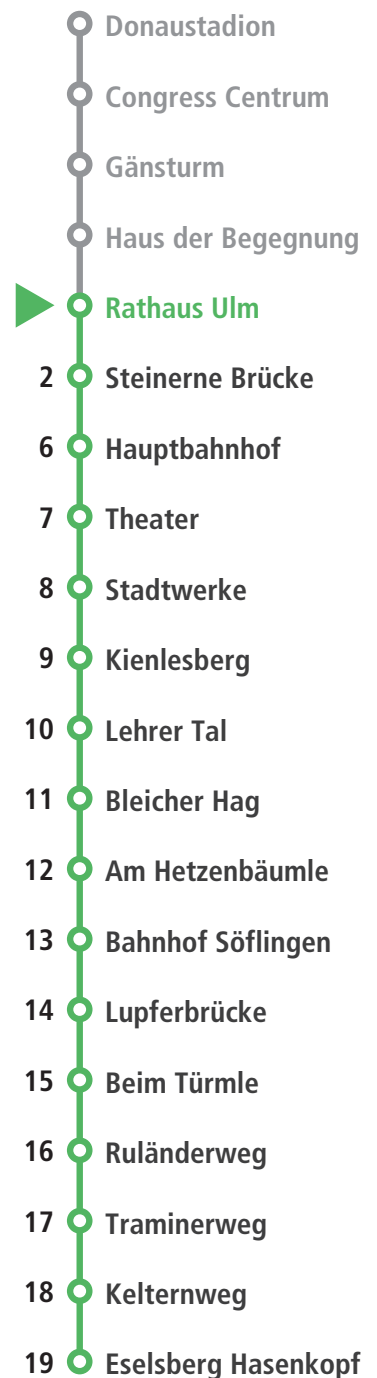 Donaustadion
Congress Centrum
Gänsturm
Haus der Begegnung
Rathaus Ulm
2 Steinerne Brücke
6 Hauptbahnhof
7 Theater
8 Stadtwerke
9 Kienlesberg
10 Lehrer Tal
11 Bleicher Hag
12 Am Hetzenbäumle
13 Bahnhof Söflingen
14 Lupferbrücke
15 Beim Türmle
16 Ruländerweg
17 Traminerweg
18 Kelternweg
19 Eselsberg Hasenkopf